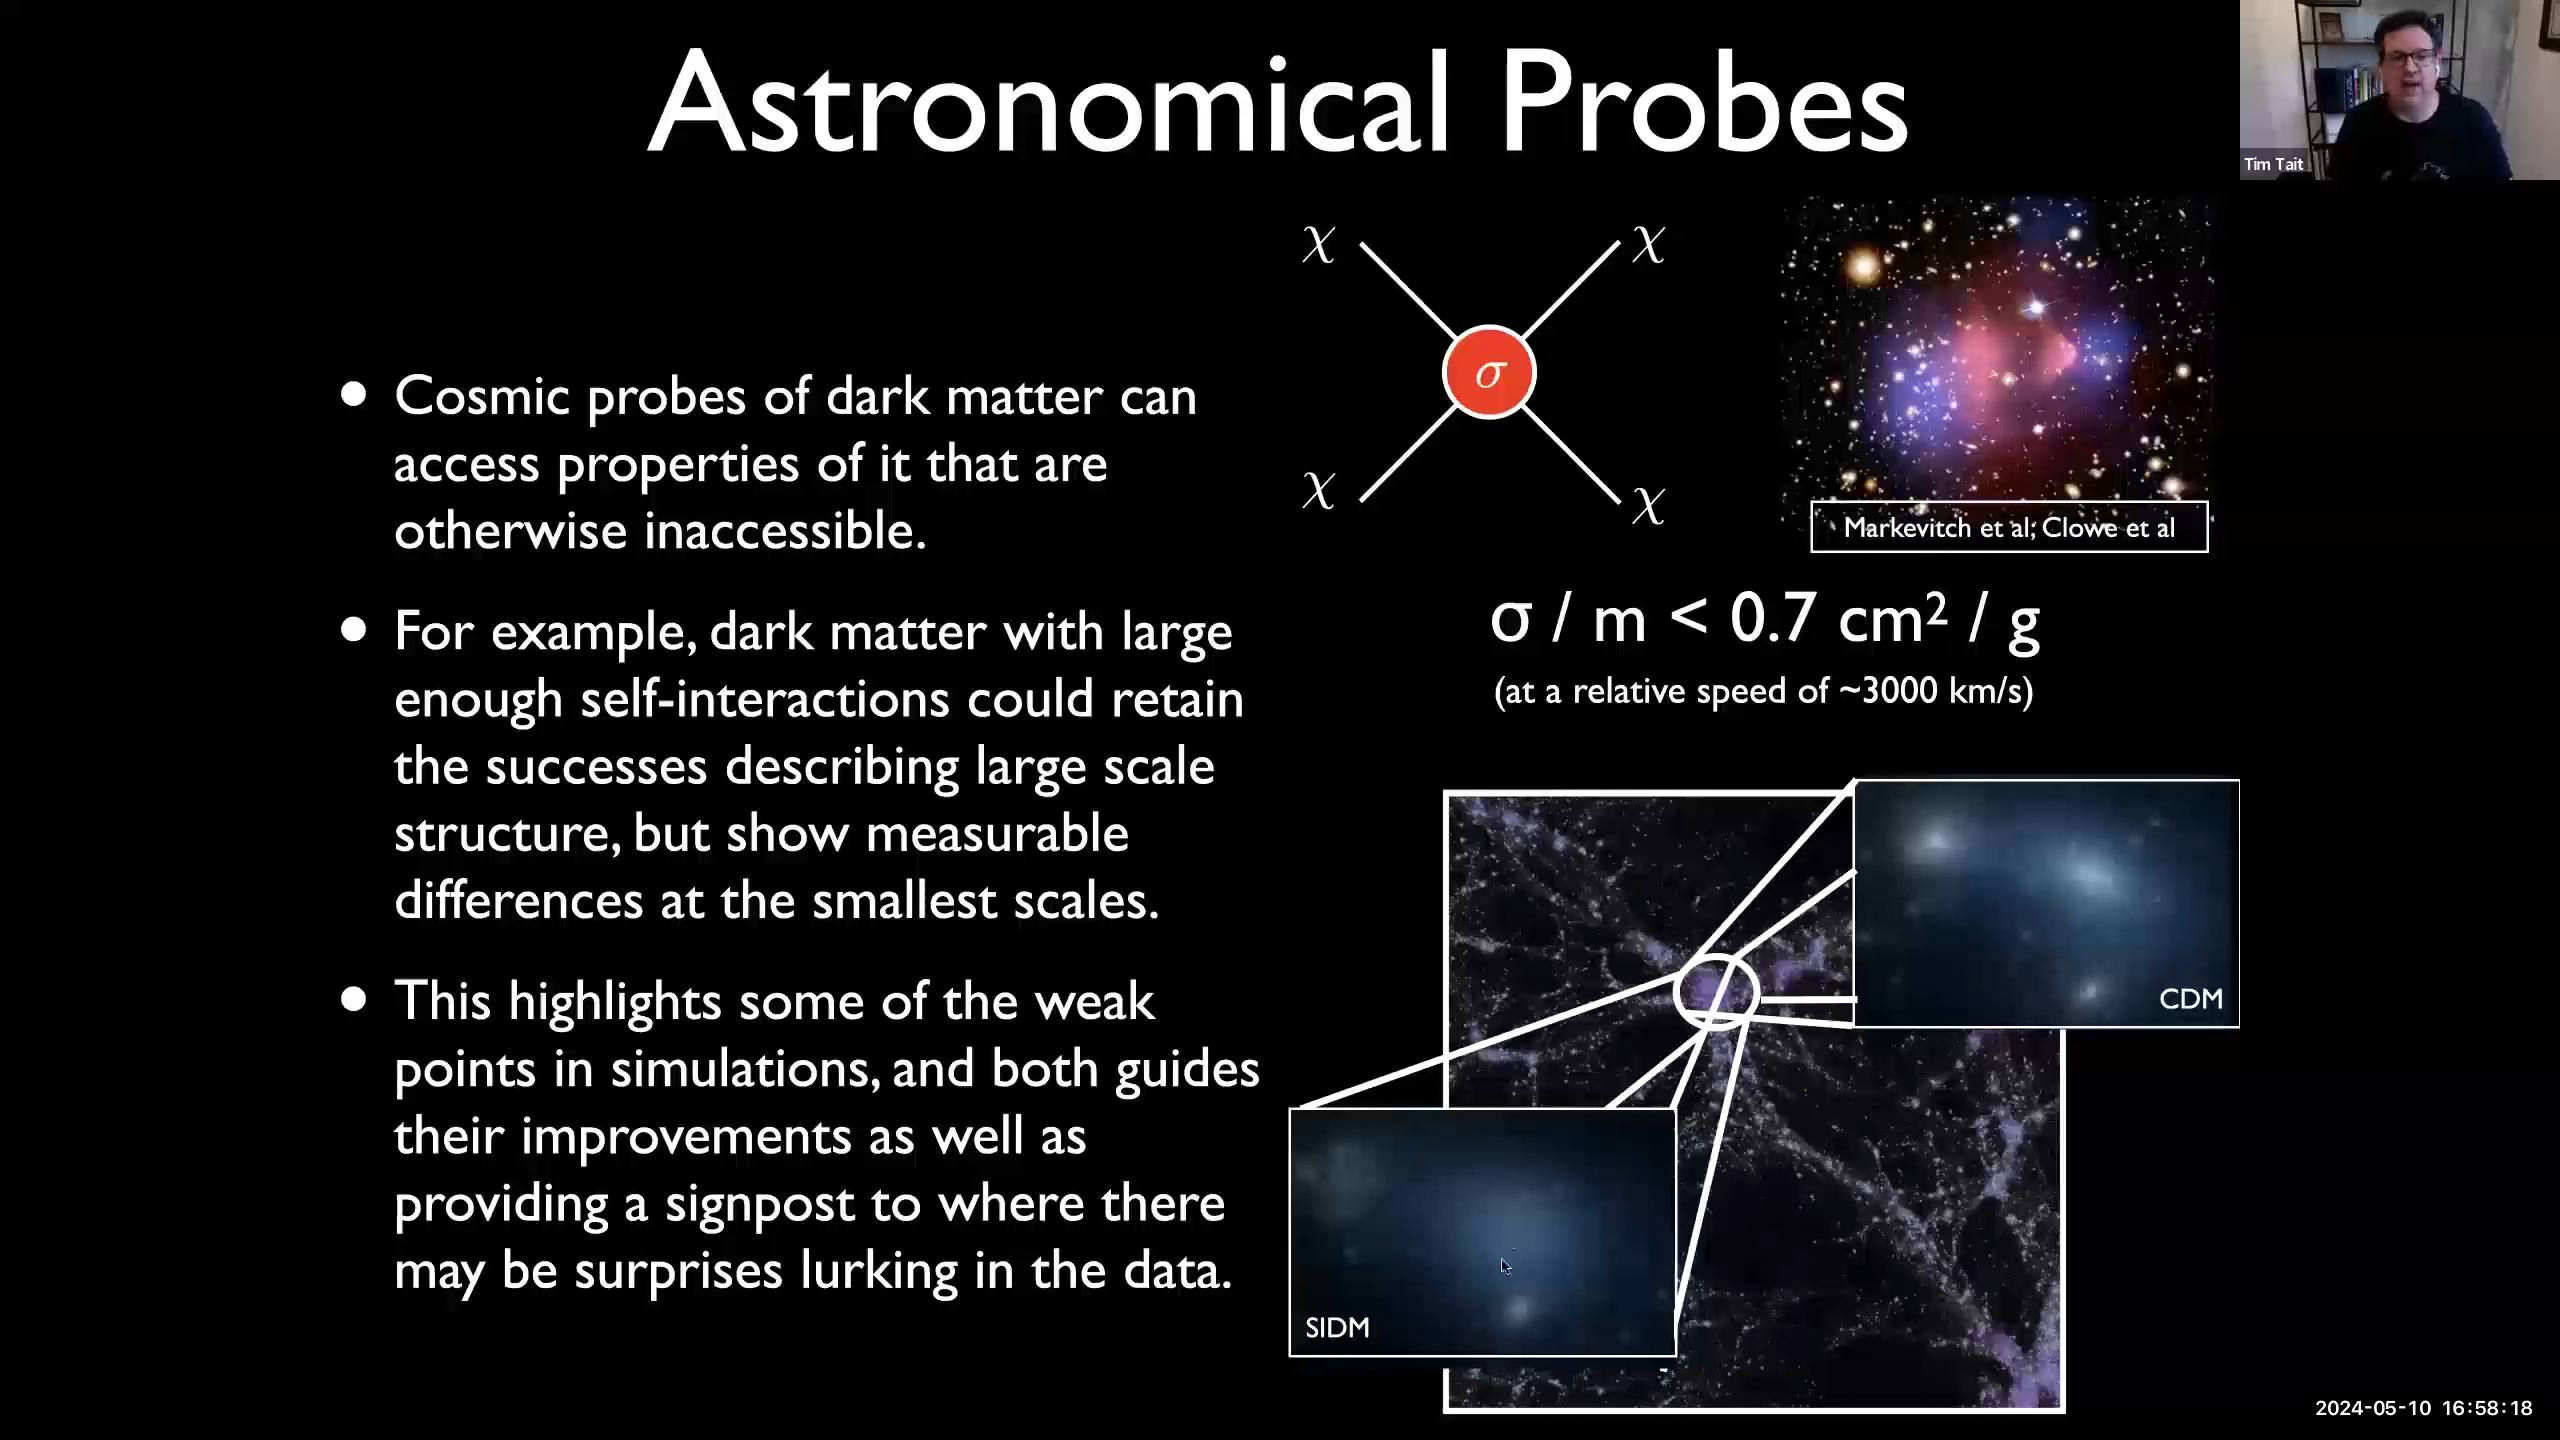 Astronomical Probes
Tim Tait
• Cosmic probes of dark matter can
access properties of it that are
otherwise inaccessible.
• For example, dark matter with large
enough self-interactions could retain
the successes describing large scale
structure, but show measurable
differences at the smallest scales.
• This highlights some of the weak
points in simulations, and both guides
their improvements as well as
providing a signpost to where there
may be surprises lurking in the data.
χ χ
σ
χ χ
Markevitch et al; Clowe et al
σ / m < 0.7 cm² / g
(at a relative speed of ~3000 km/s)
CDM
SIDM
2024-05-10 16:58:18